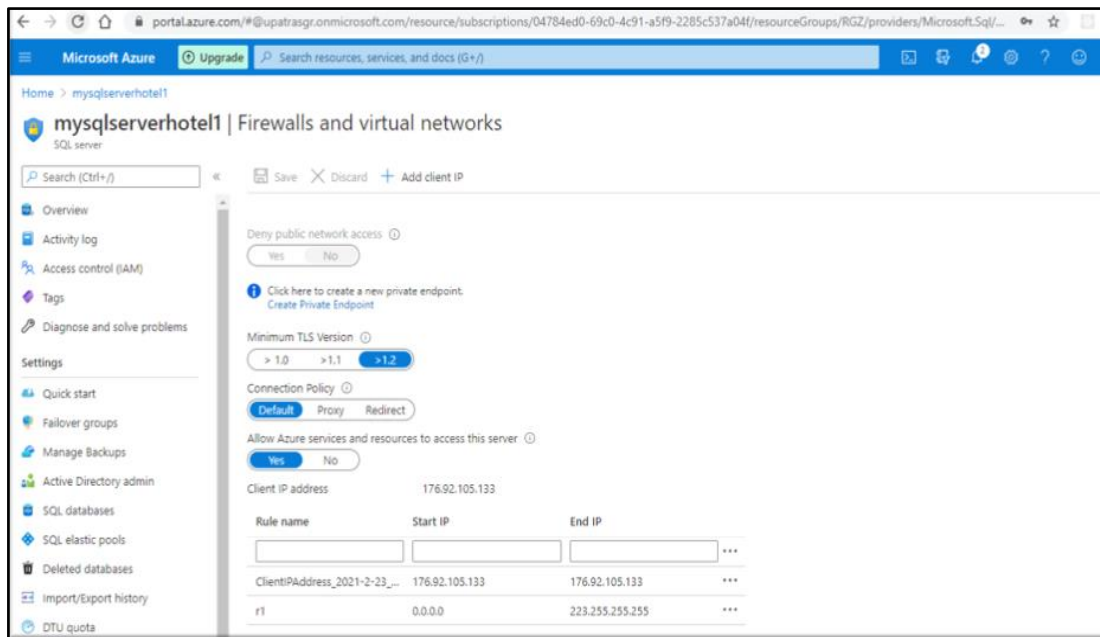 portal.azure.com/#@upatrasgr.onmicrosoft.com/resource/subscriptions/04784ed0-69c0-4c91-a5f9-2285c537a04f/resourceGroups/RGZ/providers/Microsoft.Sql/...
Microsoft Azure Upgrade Search resources, services, and docs (G+/) 2
Home > mysqlserverhotel1
mysqlserverhotel1 | Firewalls and virtual networks
SQL server
Search (Ctrl+/) «
Save Discard + Add client IP
Overview
Activity log
Access control (IAM)
Tags
Diagnose and solve problems
Settings
Quick start
Failover groups
Manage Backups
Active Directory admin
SQL databases
SQL elastic pools
Deleted databases
Import/Export history
DTU quota
Deny public network access
Yes No
Click here to create a new private endpoint.
Create Private Endpoint
Minimum TLS Version
> 1.0 >1.1 >1.2
Connection Policy
Default Proxy Redirect
Allow Azure services and resources to access this server
Yes No
Client IP address 176.92.105.133
Rule name Start IP End IP
...
ClientIPAddress_2021-2-23_... 176.92.105.133 176.92.105.133 ...
r1 0.0.0.0 223.255.255.255 ...